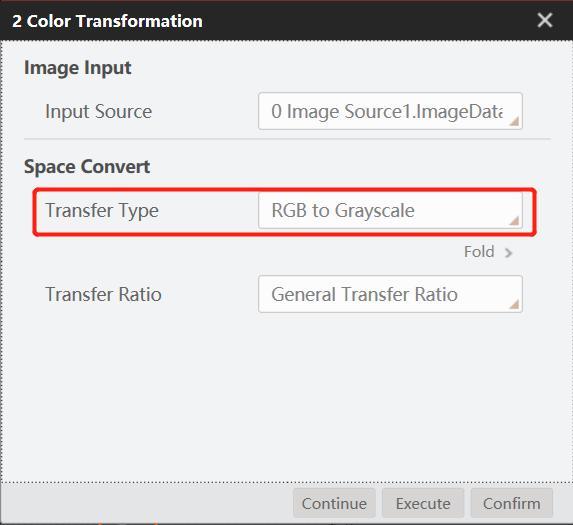 2 Color Transformation
Image Input
Input Source 0 Image Source1.ImageData
Space Convert
Transfer Type RGB to Grayscale
Fold
Transfer Ratio General Transfer Ratio
Continue Execute Confirm